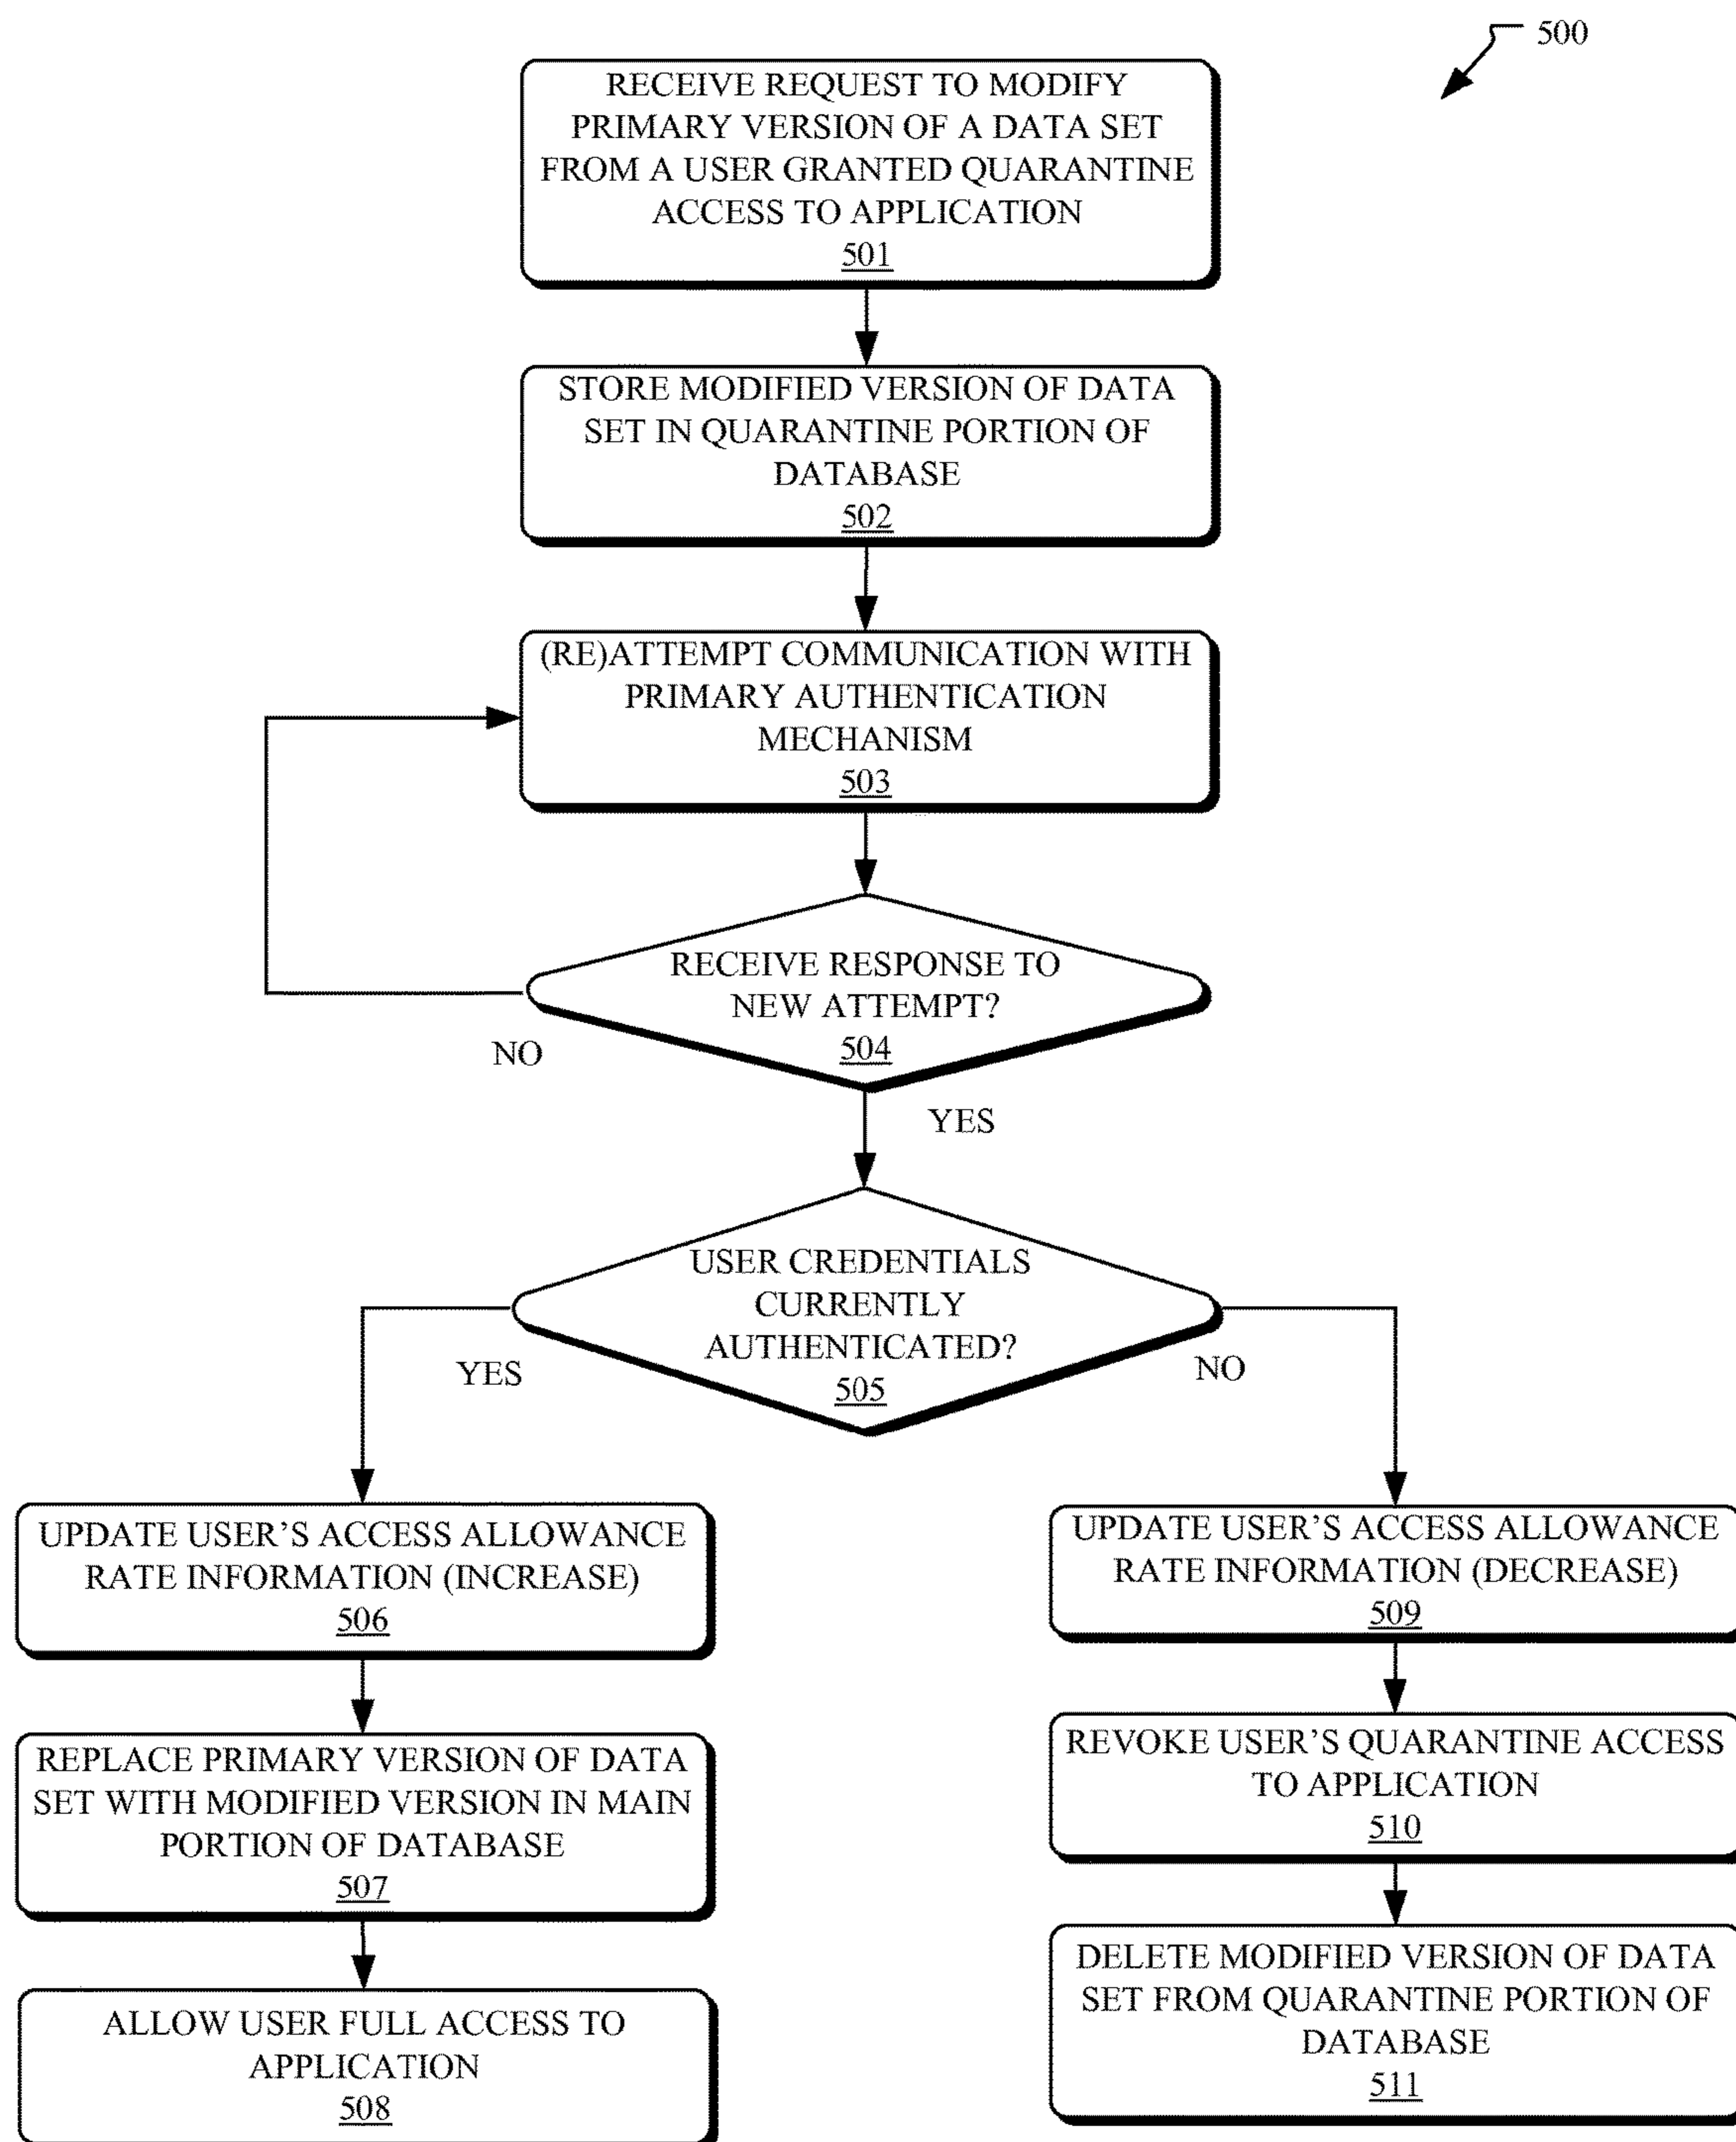 500
RECEIVE REQUEST TO MODIFY
PRIMARY VERSION OF A DATA SET
FROM A USER GRANTED QUARANTINE
ACCESS TO APPLICATION
501
STORE MODIFIED VERSION OF DATA
SET IN QUARANTINE PORTION OF
DATABASE
502
(RE)ATTEMPT COMMUNICATION WITH
PRIMARY AUTHENTICATION
MECHANISM
503
RECEIVE RESPONSE TO
NEW ATTEMPT?
504
NO
YES
USER CREDENTIALS
CURRENTLY
AUTHENTICATED?
505
YES
NO
UPDATE USER'S ACCESS ALLOWANCE
RATE INFORMATION (INCREASE)
506
REPLACE PRIMARY VERSION OF DATA
SET WITH MODIFIED VERSION IN MAIN
PORTION OF DATABASE
507
ALLOW USER FULL ACCESS TO
APPLICATION
508
UPDATE USER'S ACCESS ALLOWANCE
RATE INFORMATION (DECREASE)
509
REVOKE USER'S QUARANTINE ACCESS
TO APPLICATION
510
DELETE MODIFIED VERSION OF DATA
SET FROM QUARANTINE PORTION OF
DATABASE
511